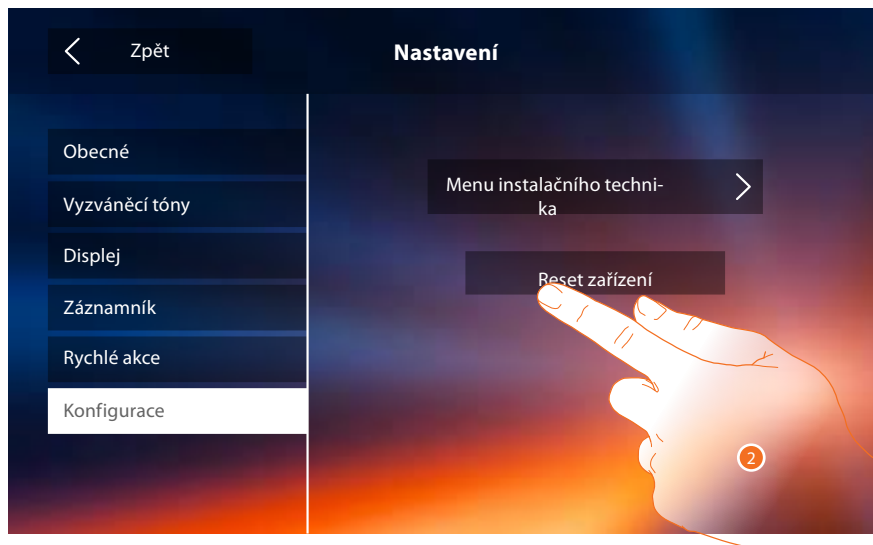 Zpět
Nastavení
Obecné
Vyzváněcí tóny
Displej
Záznamník
Rychlé akce
Konfigurace
Menu instalačního techni-
ka
Reset zařízení
2